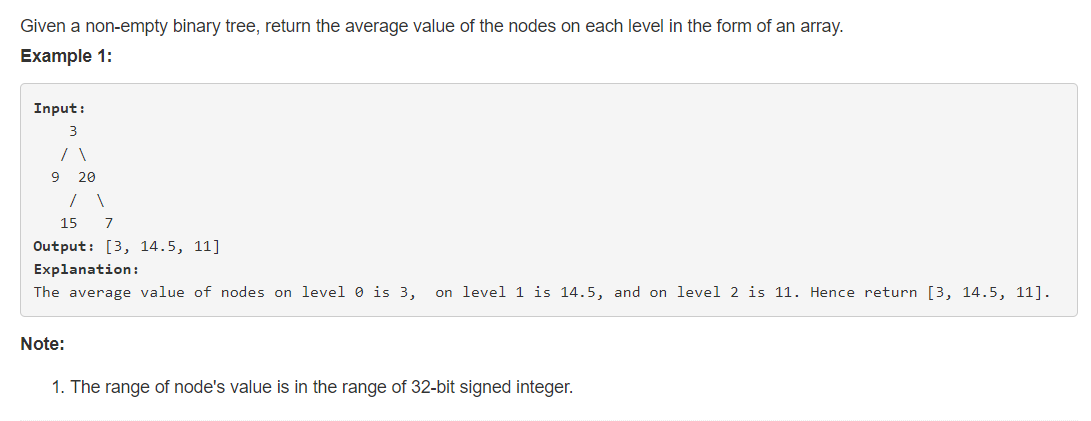 Given a non-empty binary tree, return the average value of the nodes on each level in the form of an array.
Example 1:
Input:
    3
   / \
  9  20
    /  \
   15   7
Output: [3, 14.5, 11]
Explanation:
The average value of nodes on level 0 is 3,  on level 1 is 14.5, and on level 2 is 11. Hence return [3, 14.5, 11].
Note:
1. The range of node's value is in the range of 32-bit signed integer.